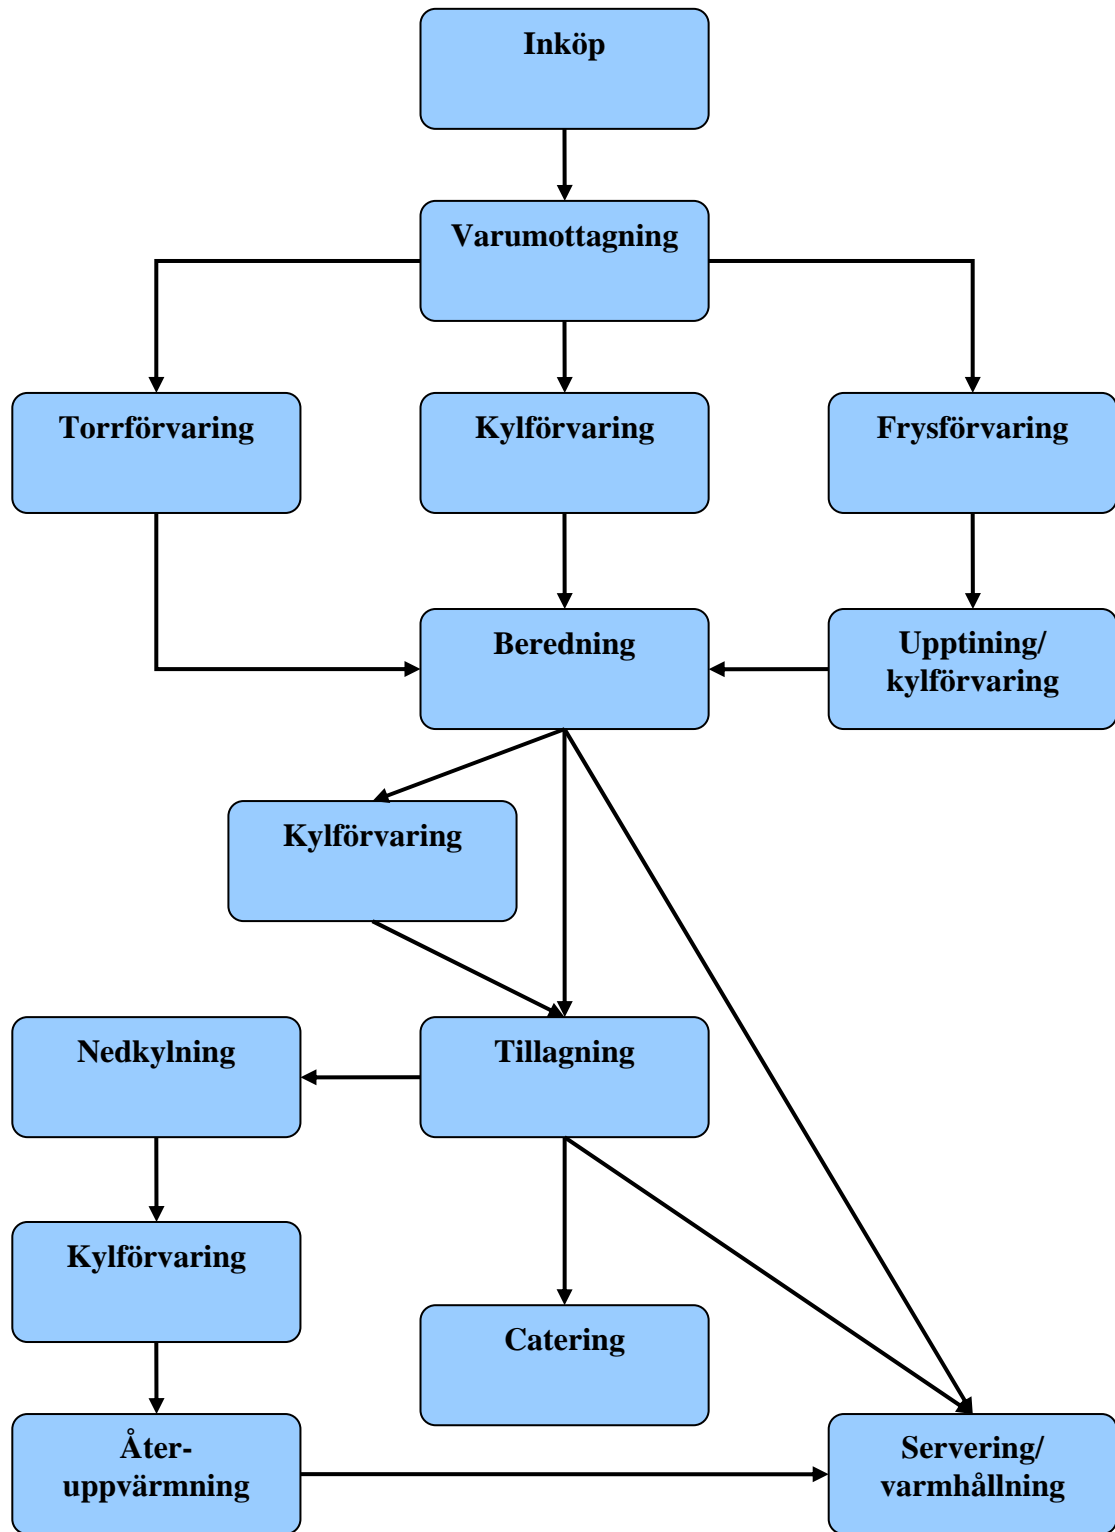 Inköp
Varumottagning
Torrförvaring
Kylförvaring
Frysförvaring
Beredning
Upptining/
kylförvaring
Kylförvaring
Nedkylning
Tillagning
Kylförvaring
Catering
Åter-
uppvärmning
Servering/
varmhållning